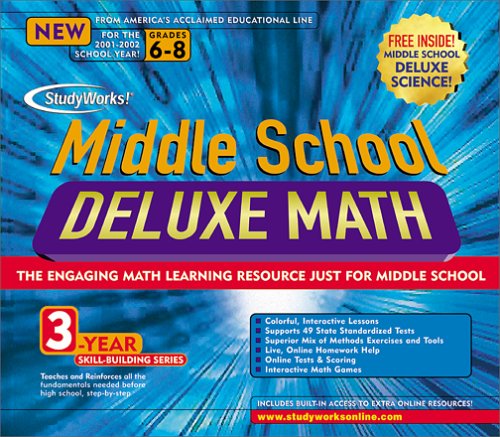 NEW
FROM AMERICA'S ACCLAIMED EDUCATIONAL LINE
FOR THE
2001-2002
SCHOOL YEAR!
GRADES
6-8
FREE INSIDE!
MIDDLE SCHOOL
DELUXE
SCIENCE!
StudyWorks!®
Middle School
DELUXE MATH
THE ENGAGING MATH LEARNING RESOURCE JUST FOR MIDDLE SCHOOL
3-YEAR
SKILL-BUILDING SERIES
Teaches and Reinforces all the
fundamentals needed before
high school, step-by-step
Colorful, Interactive Lessons
Supports 49 State Standardized Tests
Superior Mix of Methods Exercises and Tools
Live, Online Homework Help
Online Tests & Scoring
Interactive Math Games
INCLUDES BUILT-IN ACCESS TO EXTRA ONLINE RESOURCES!
www.studyworksonline.com